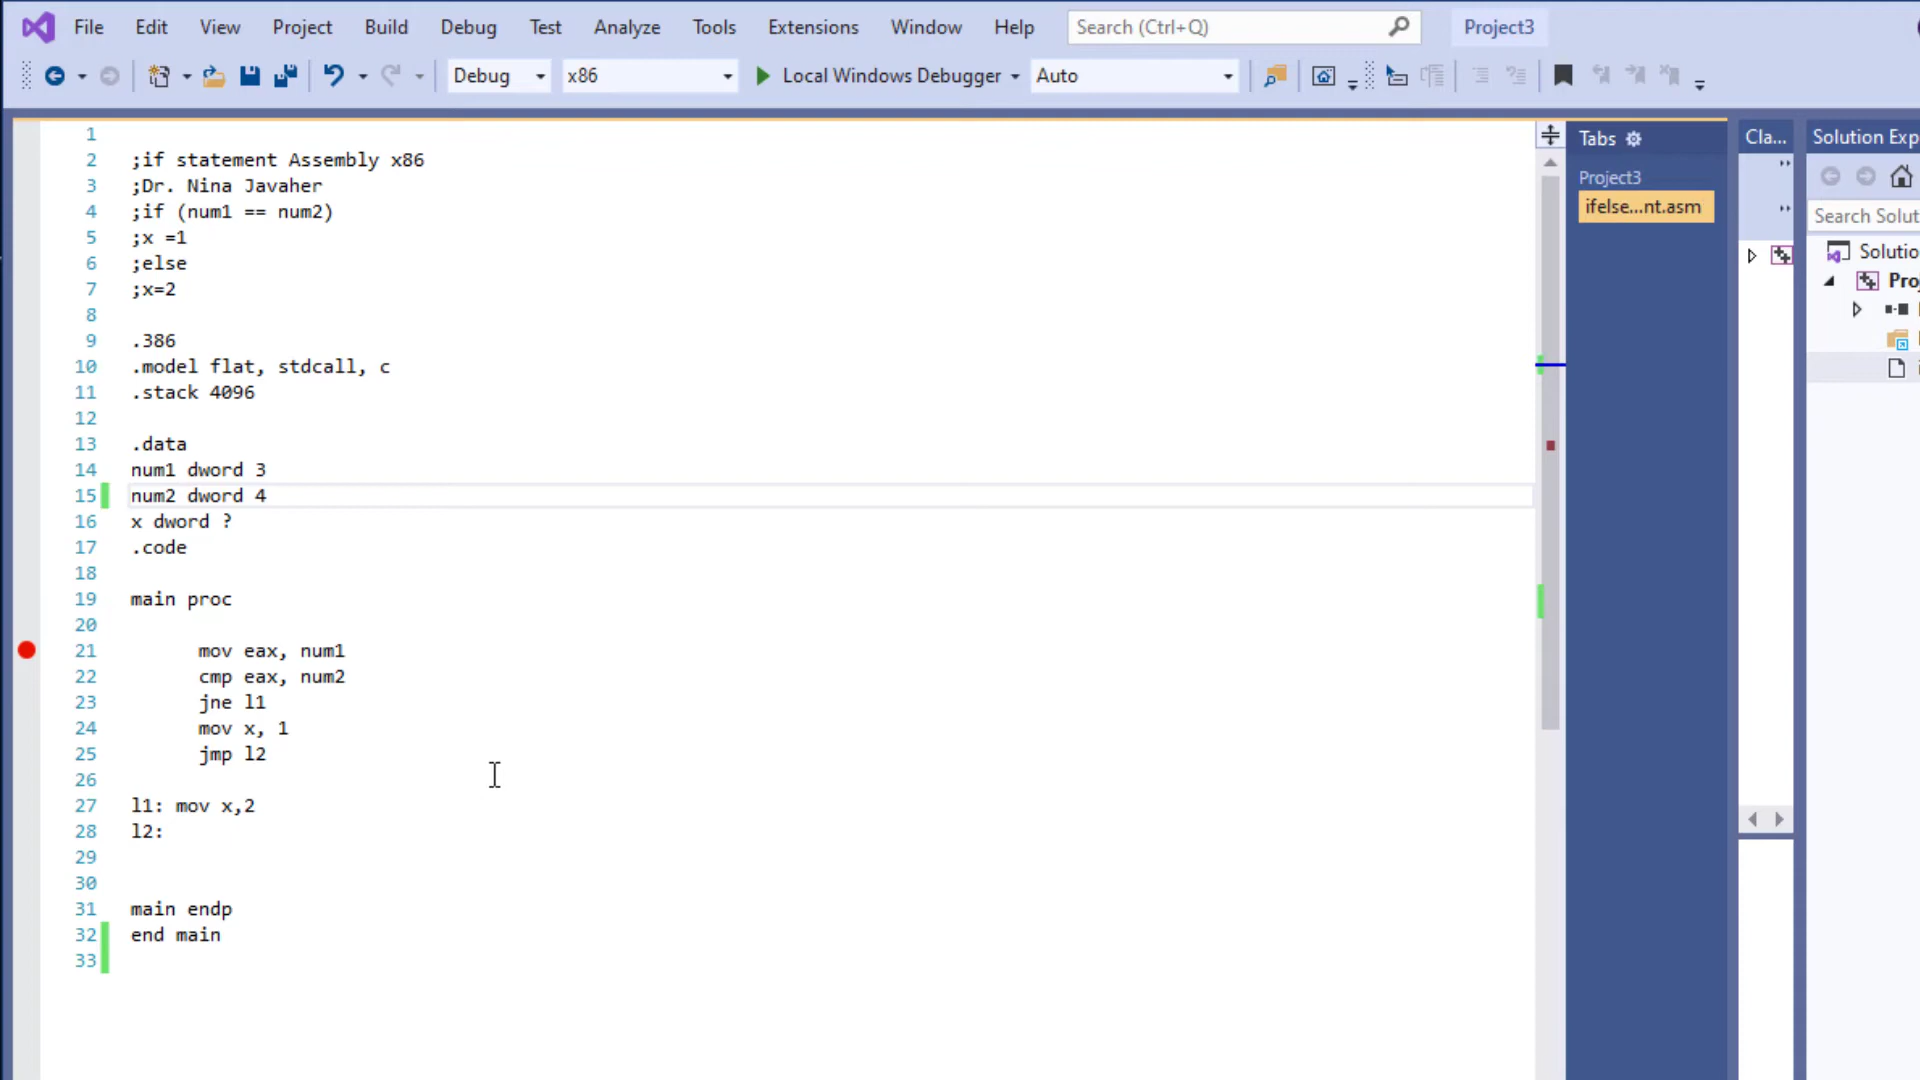 File Edit View Project Build Debug Test Analyze Tools Extensions Window Help Search (Ctrl+Q) Project3
Debug x86 Local Windows Debugger Auto
1
2 ;if statement Assembly x86
3 ;Dr. Nina Javaher
4 ;if (num1 == num2)
5 ;x =1
6 ;else
7 ;x=2
8
9 .386
10 .model flat, stdcall, c
11 .stack 4096
12
13 .data
14 num1 dword 3
15 num2 dword 4
16 x dword ?
17 .code
18
19 main proc
20
21 mov eax, num1
22 cmp eax, num2
23 jne l1
24 mov x, 1
25 jmp l2
26
27 l1: mov x,2
28 l2:
29
30
31 main endp
32 end main
33
Tabs
Project3
ifelse...nt.asm
Cla...
Solution Exp
Search Solut
Solutio
Proj